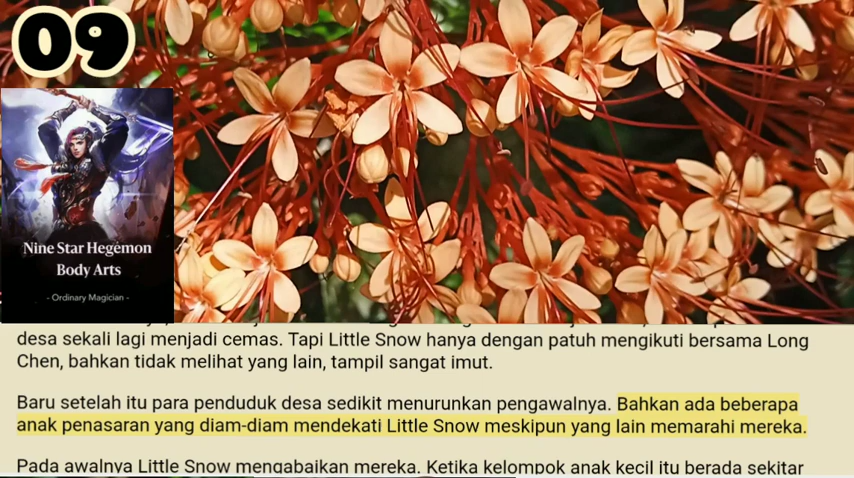 09
Nine Star Hegemon
Body Arts
- Ordinary Magician -
desa sekali lagi menjadi cemas. Tapi Little Snow hanya dengan patuh mengikuti bersama Long
Chen, bahkan tidak melihat yang lain, tampil sangat imut.
Baru setelah itu para penduduk desa sedikit menurunkan pengawalnya. Bahkan ada beberapa
anak penasaran yang diam-diam mendekati Little Snow meskipun yang lain memarahi mereka.
Pada awalnya Little Snow mengabaikan mereka. Ketika kelompok anak kecil itu berada sekitar